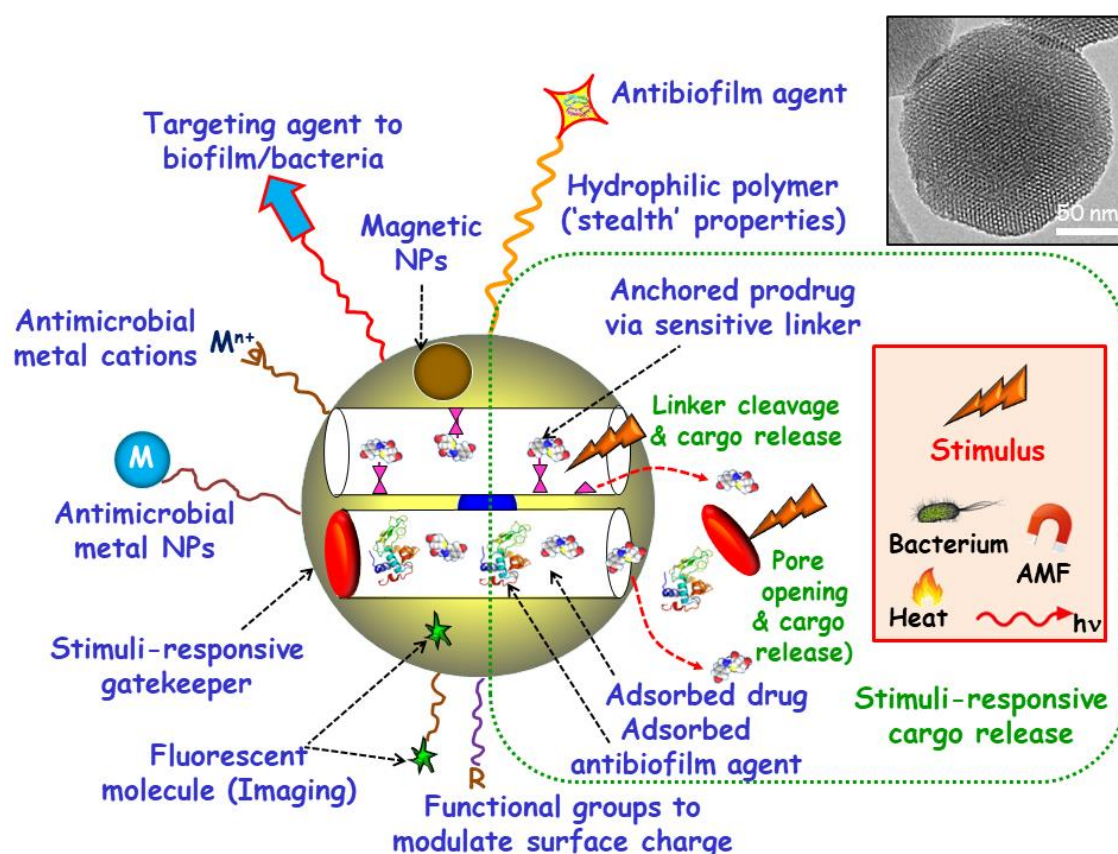 Antibiofilm agent
Targeting agent to
biofilm/bacteria
Hydrophilic polymer
(‘stealth’ properties)
50 nm
Magnetic
NPs
Anchored prodrug
via sensitive linker
Antimicrobial
metal cations
Mⁿ⁺
Linker cleavage
& cargo release
Stimulus
M
Antimicrobial
metal NPs
Bacterium
AMF
Heat
hν
Pore
opening
& cargo
release)
Stimuli-responsive
gatekeeper
Adsorbed drug
Adsorbed
antibiofilm agent
Stimuli-responsive
cargo release
Fluorescent
molecule (Imaging)
R
Functional groups to
modulate surface charge